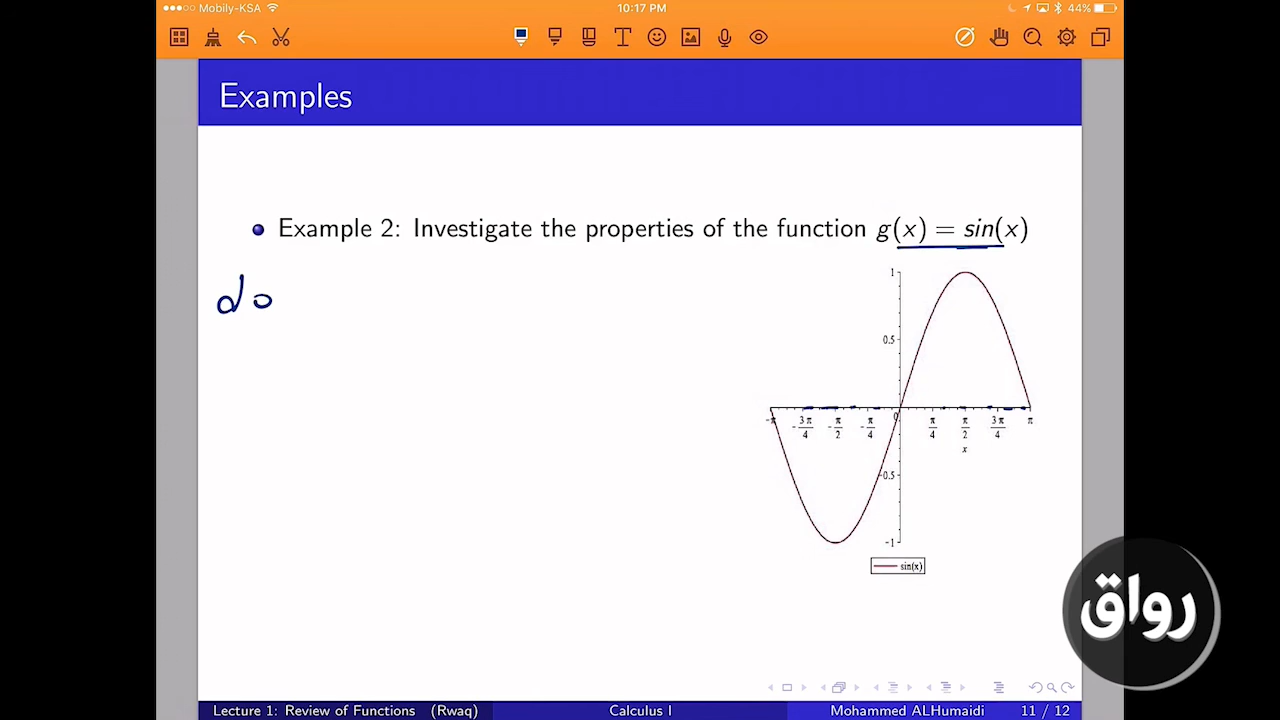 Mobily-KSA 10:17 PM 44%
Examples
Example 2: Investigate the properties of the function g(x) = sin(x)
do
1
0.5
-π -3π/4 -π/2 -π/4 0 π/4 π/2 3π/4 π
x
-0.5
-1
sin(x)
رواق
Lecture 1: Review of Functions (Rwaq) Calculus I Mohammed ALHumaidi 11 / 12